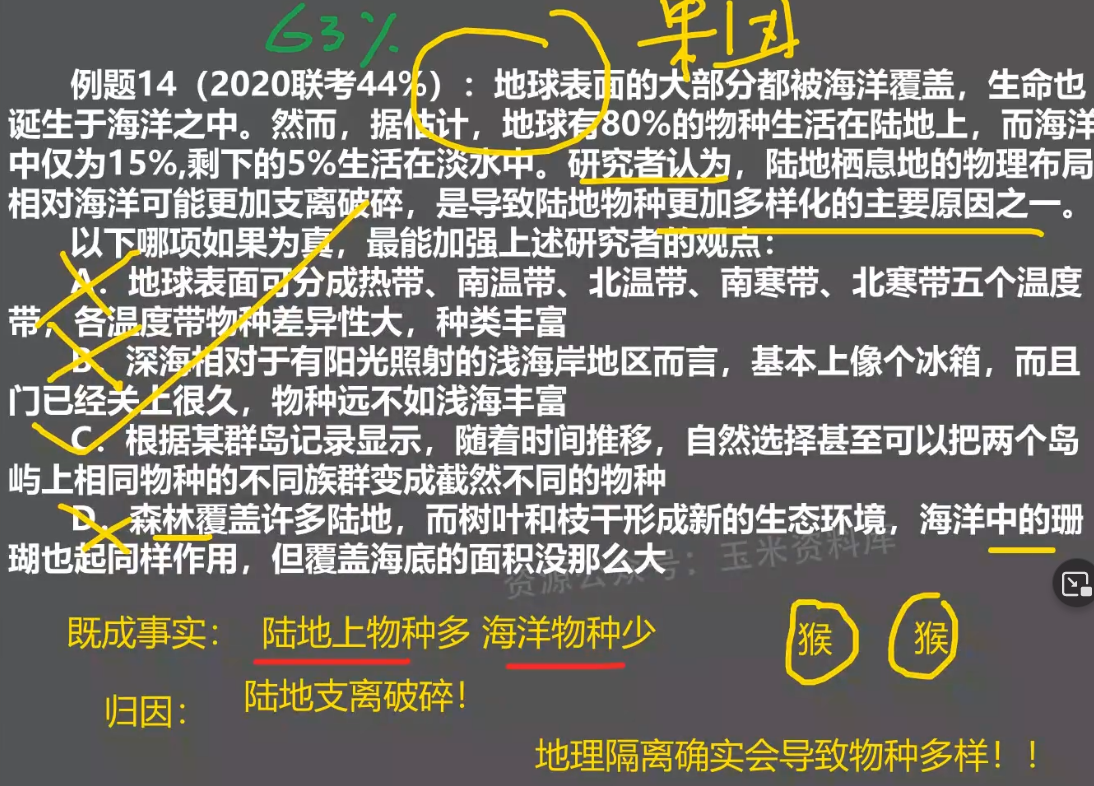 63%
果因
例题14（2020联考44%）：地球表面的大部分都被海洋覆盖，生命也
诞生于海洋之中。然而，据估计，地球有80%的物种生活在陆地上，而海洋
中仅为15%,剩下的5%生活在淡水中。研究者认为，陆地栖息地的物理布局
相对海洋可能更加支离破碎，是导致陆地物种更加多样化的主要原因之一。
以下哪项如果为真，最能加强上述研究者的观点：
A．地球表面可分成热带、南温带、北温带、南寒带、北寒带五个温度
带，各温度带物种差异性大，种类丰富
B．深海相对于有阳光照射的浅海岸地区而言，基本上像个冰箱，而且
门已经关上很久，物种远不如浅海丰富
C．根据某群岛记录显示，随着时间推移，自然选择甚至可以把两个岛
屿上相同物种的不同族群变成截然不同的物种
D．森林覆盖许多陆地，而树叶和枝干形成新的生态环境，海洋中的珊
瑚也起同样作用，但覆盖海底的面积没那么大
资源公众号：玉米资料库
既成事实： 陆地上物种多 海洋物种少
猴 猴
归因： 陆地支离破碎！
地理隔离确实会导致物种多样！！